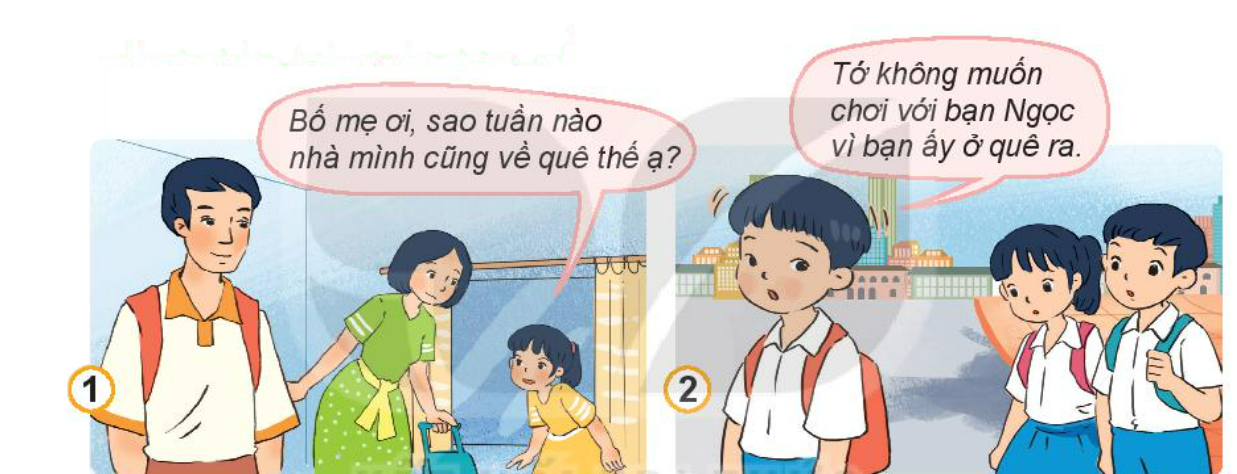 Bố mẹ ơi, sao tuần nào
nhà mình cũng về quê thế ạ?
Tớ không muốn
chơi với bạn Ngọc
vì bạn ấy ở quê ra.
1
2